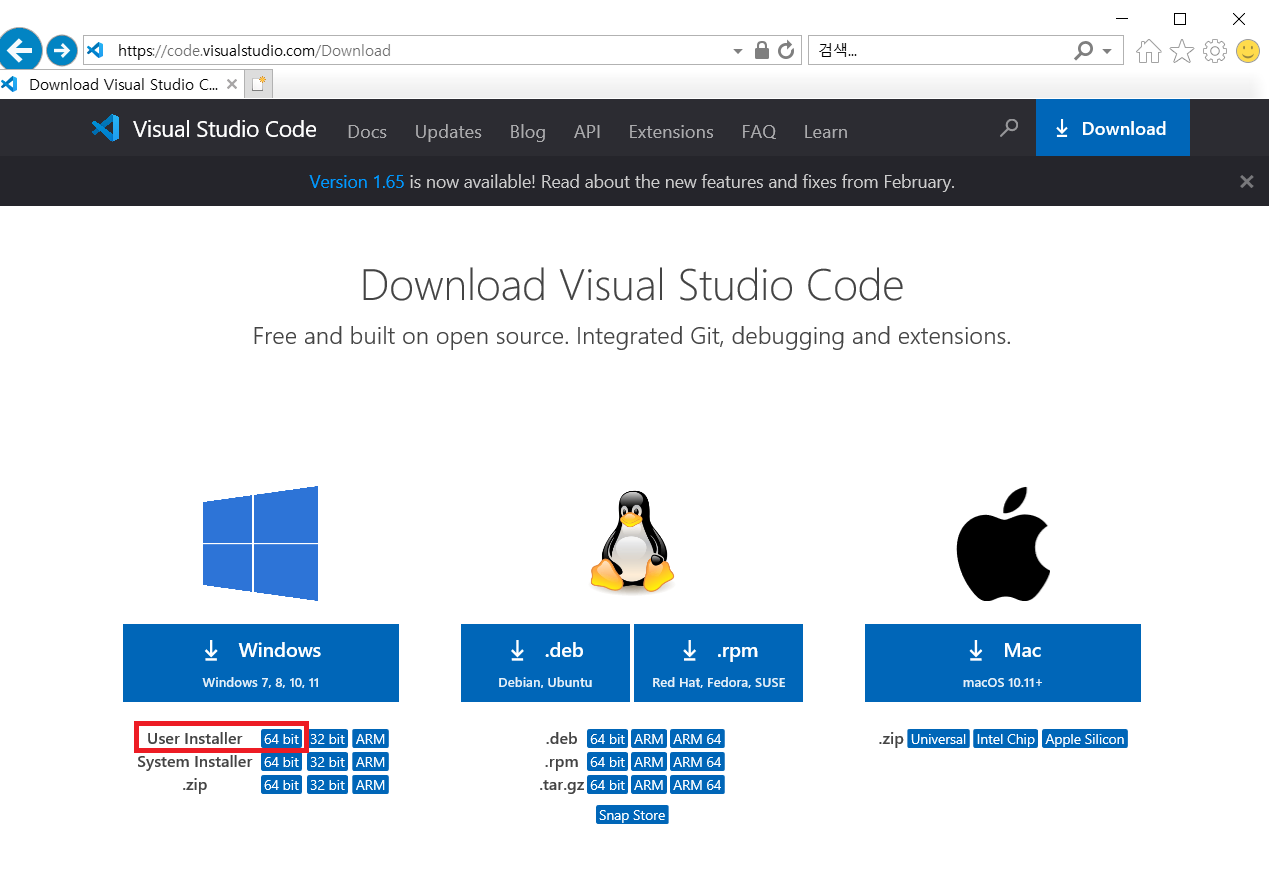 https://code.visualstudio.com/Download
검색...
Download Visual Studio C...
Visual Studio Code Docs Updates Blog API Extensions FAQ Learn Download
Version 1.65 is now available! Read about the new features and fixes from February.
Download Visual Studio Code
Free and built on open source. Integrated Git, debugging and extensions.
Windows
Windows 7, 8, 10, 11
User Installer 64 bit 32 bit ARM
System Installer 64 bit 32 bit ARM
.zip 64 bit 32 bit ARM
.deb
Debian, Ubuntu
.rpm
Red Hat, Fedora, SUSE
.deb 64 bit ARM ARM 64
.rpm 64 bit ARM ARM 64
.tar.gz 64 bit ARM ARM 64
Snap Store
Mac
macOS 10.11+
.zip Universal Intel Chip Apple Silicon